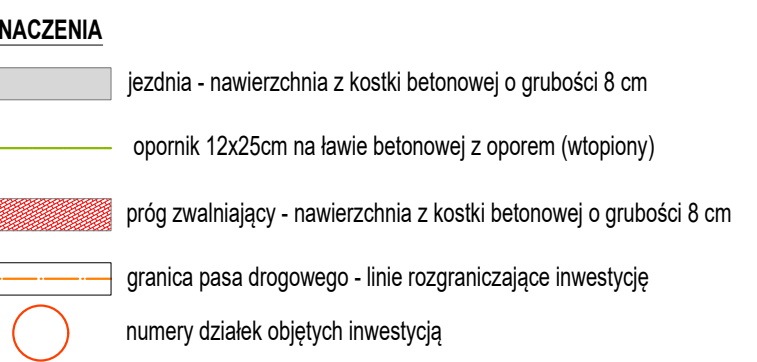 NACZENIA
jezdnia - nawierzchnia z kostki betonowej o grubości 8 cm
opornik 12x25cm na ławie betonowej z oporem (wtopiony)
próg zwalniający - nawierzchnia z kostki betonowej o grubości 8 cm
granica pasa drogowego - linie rozgraniczające inwestycję
numery działek objętych inwestycją